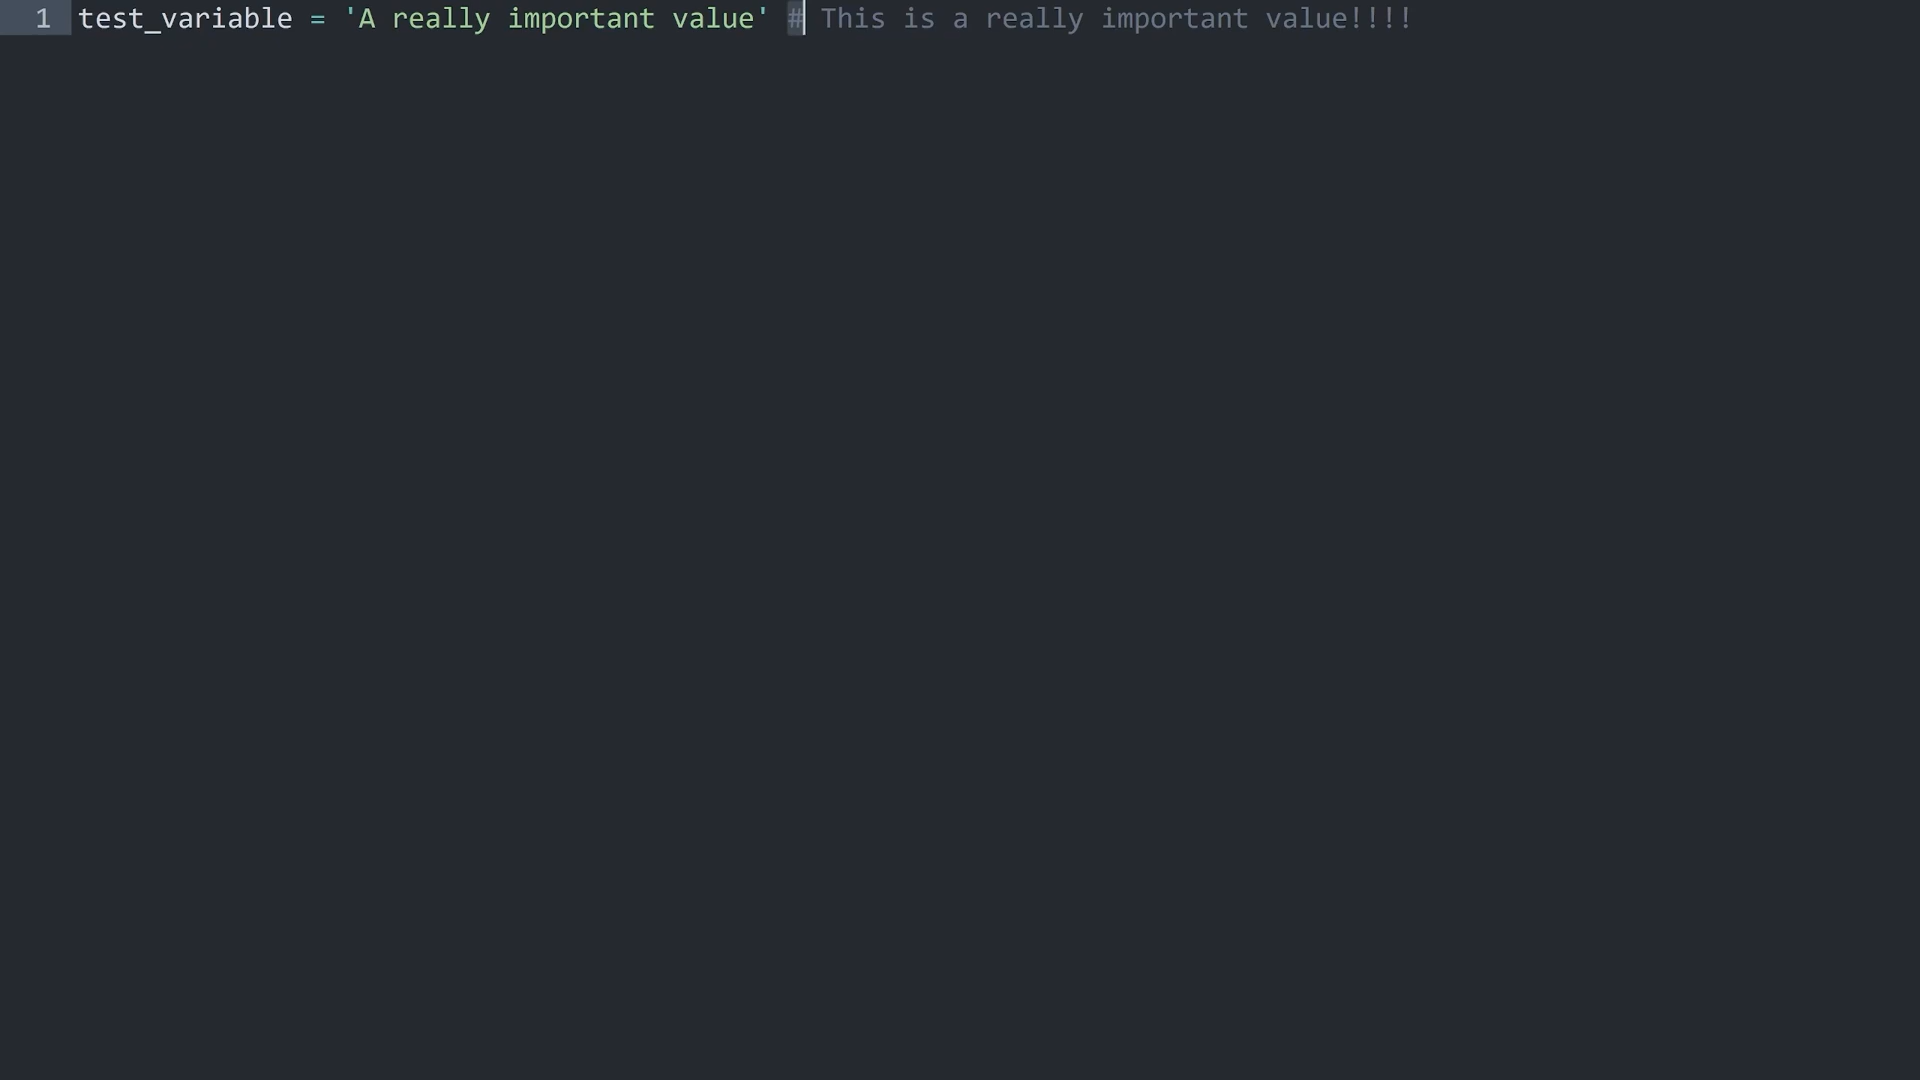 1 test_variable = 'A really important value' # This is a really important value!!!!